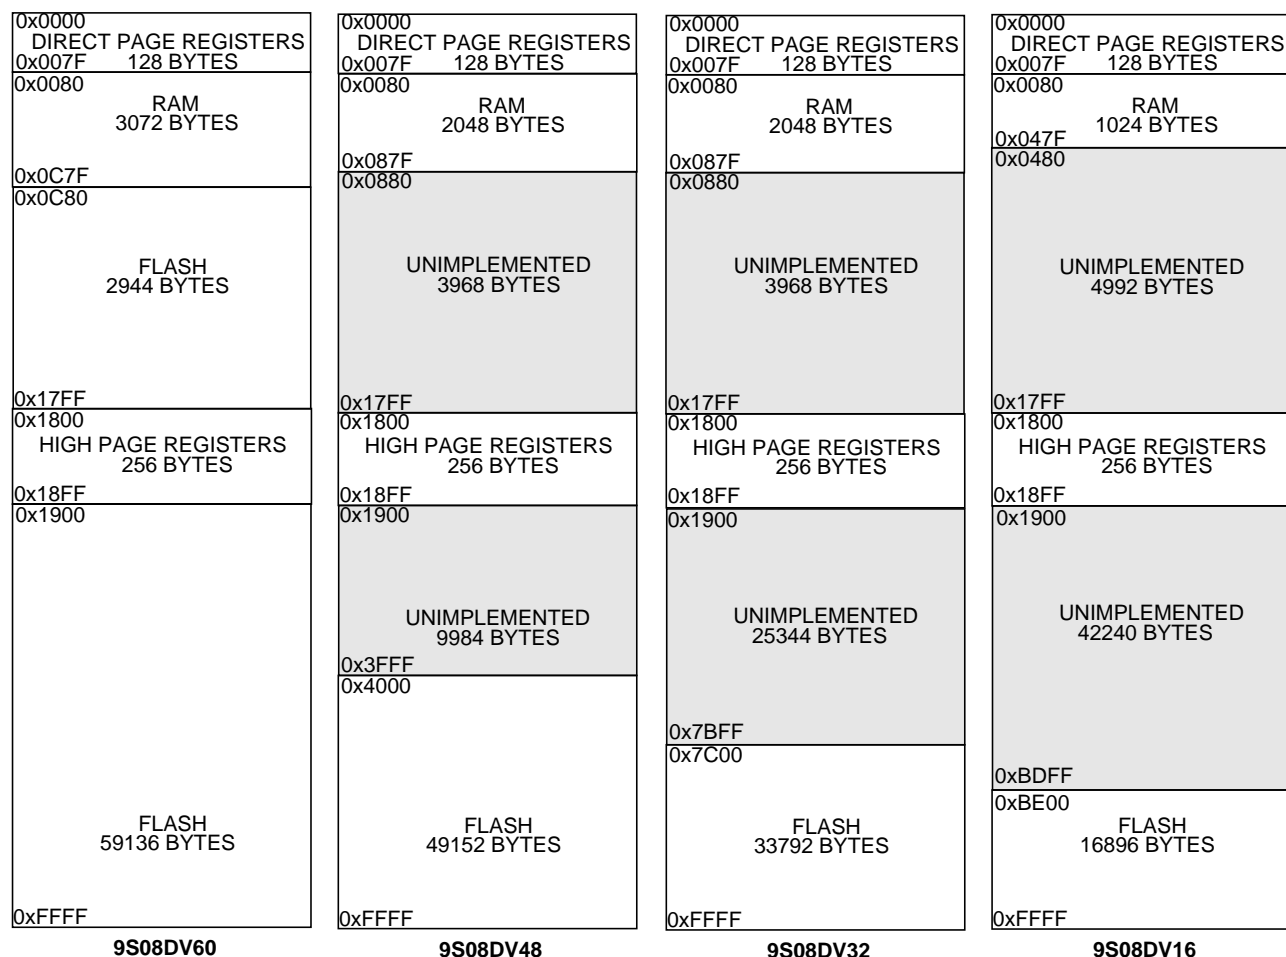 0x0000
DIRECT PAGE REGISTERS
0x007F 128 BYTES
0x0080
RAM
3072 BYTES
0x0C7F
0x0C80
FLASH
2944 BYTES
0x17FF
0x1800
HIGH PAGE REGISTERS
256 BYTES
0x18FF
0x1900
FLASH
59136 BYTES
0xFFFF
9S08DV60
0x0000
DIRECT PAGE REGISTERS
0x007F 128 BYTES
0x0080
RAM
2048 BYTES
0x087F
0x0880
UNIMPLEMENTED
3968 BYTES
0x17FF
0x1800
HIGH PAGE REGISTERS
256 BYTES
0x18FF
0x1900
UNIMPLEMENTED
9984 BYTES
0x3FFF
0x4000
FLASH
49152 BYTES
0xFFFF
9S08DV48
0x0000
DIRECT PAGE REGISTERS
0x007F 128 BYTES
0x0080
RAM
2048 BYTES
0x087F
0x0880
UNIMPLEMENTED
3968 BYTES
0x17FF
0x1800
HIGH PAGE REGISTERS
256 BYTES
0x18FF
0x1900
UNIMPLEMENTED
25344 BYTES
0x7BFF
0x7C00
FLASH
33792 BYTES
0xFFFF
9S08DV32
0x0000
DIRECT PAGE REGISTERS
0x007F 128 BYTES
0x0080
RAM
1024 BYTES
0x047F
0x0480
UNIMPLEMENTED
4992 BYTES
0x17FF
0x1800
HIGH PAGE REGISTERS
256 BYTES
0x18FF
0x1900
UNIMPLEMENTED
42240 BYTES
0xBDFF
0xBE00
FLASH
16896 BYTES
0xFFFF
9S08DV16